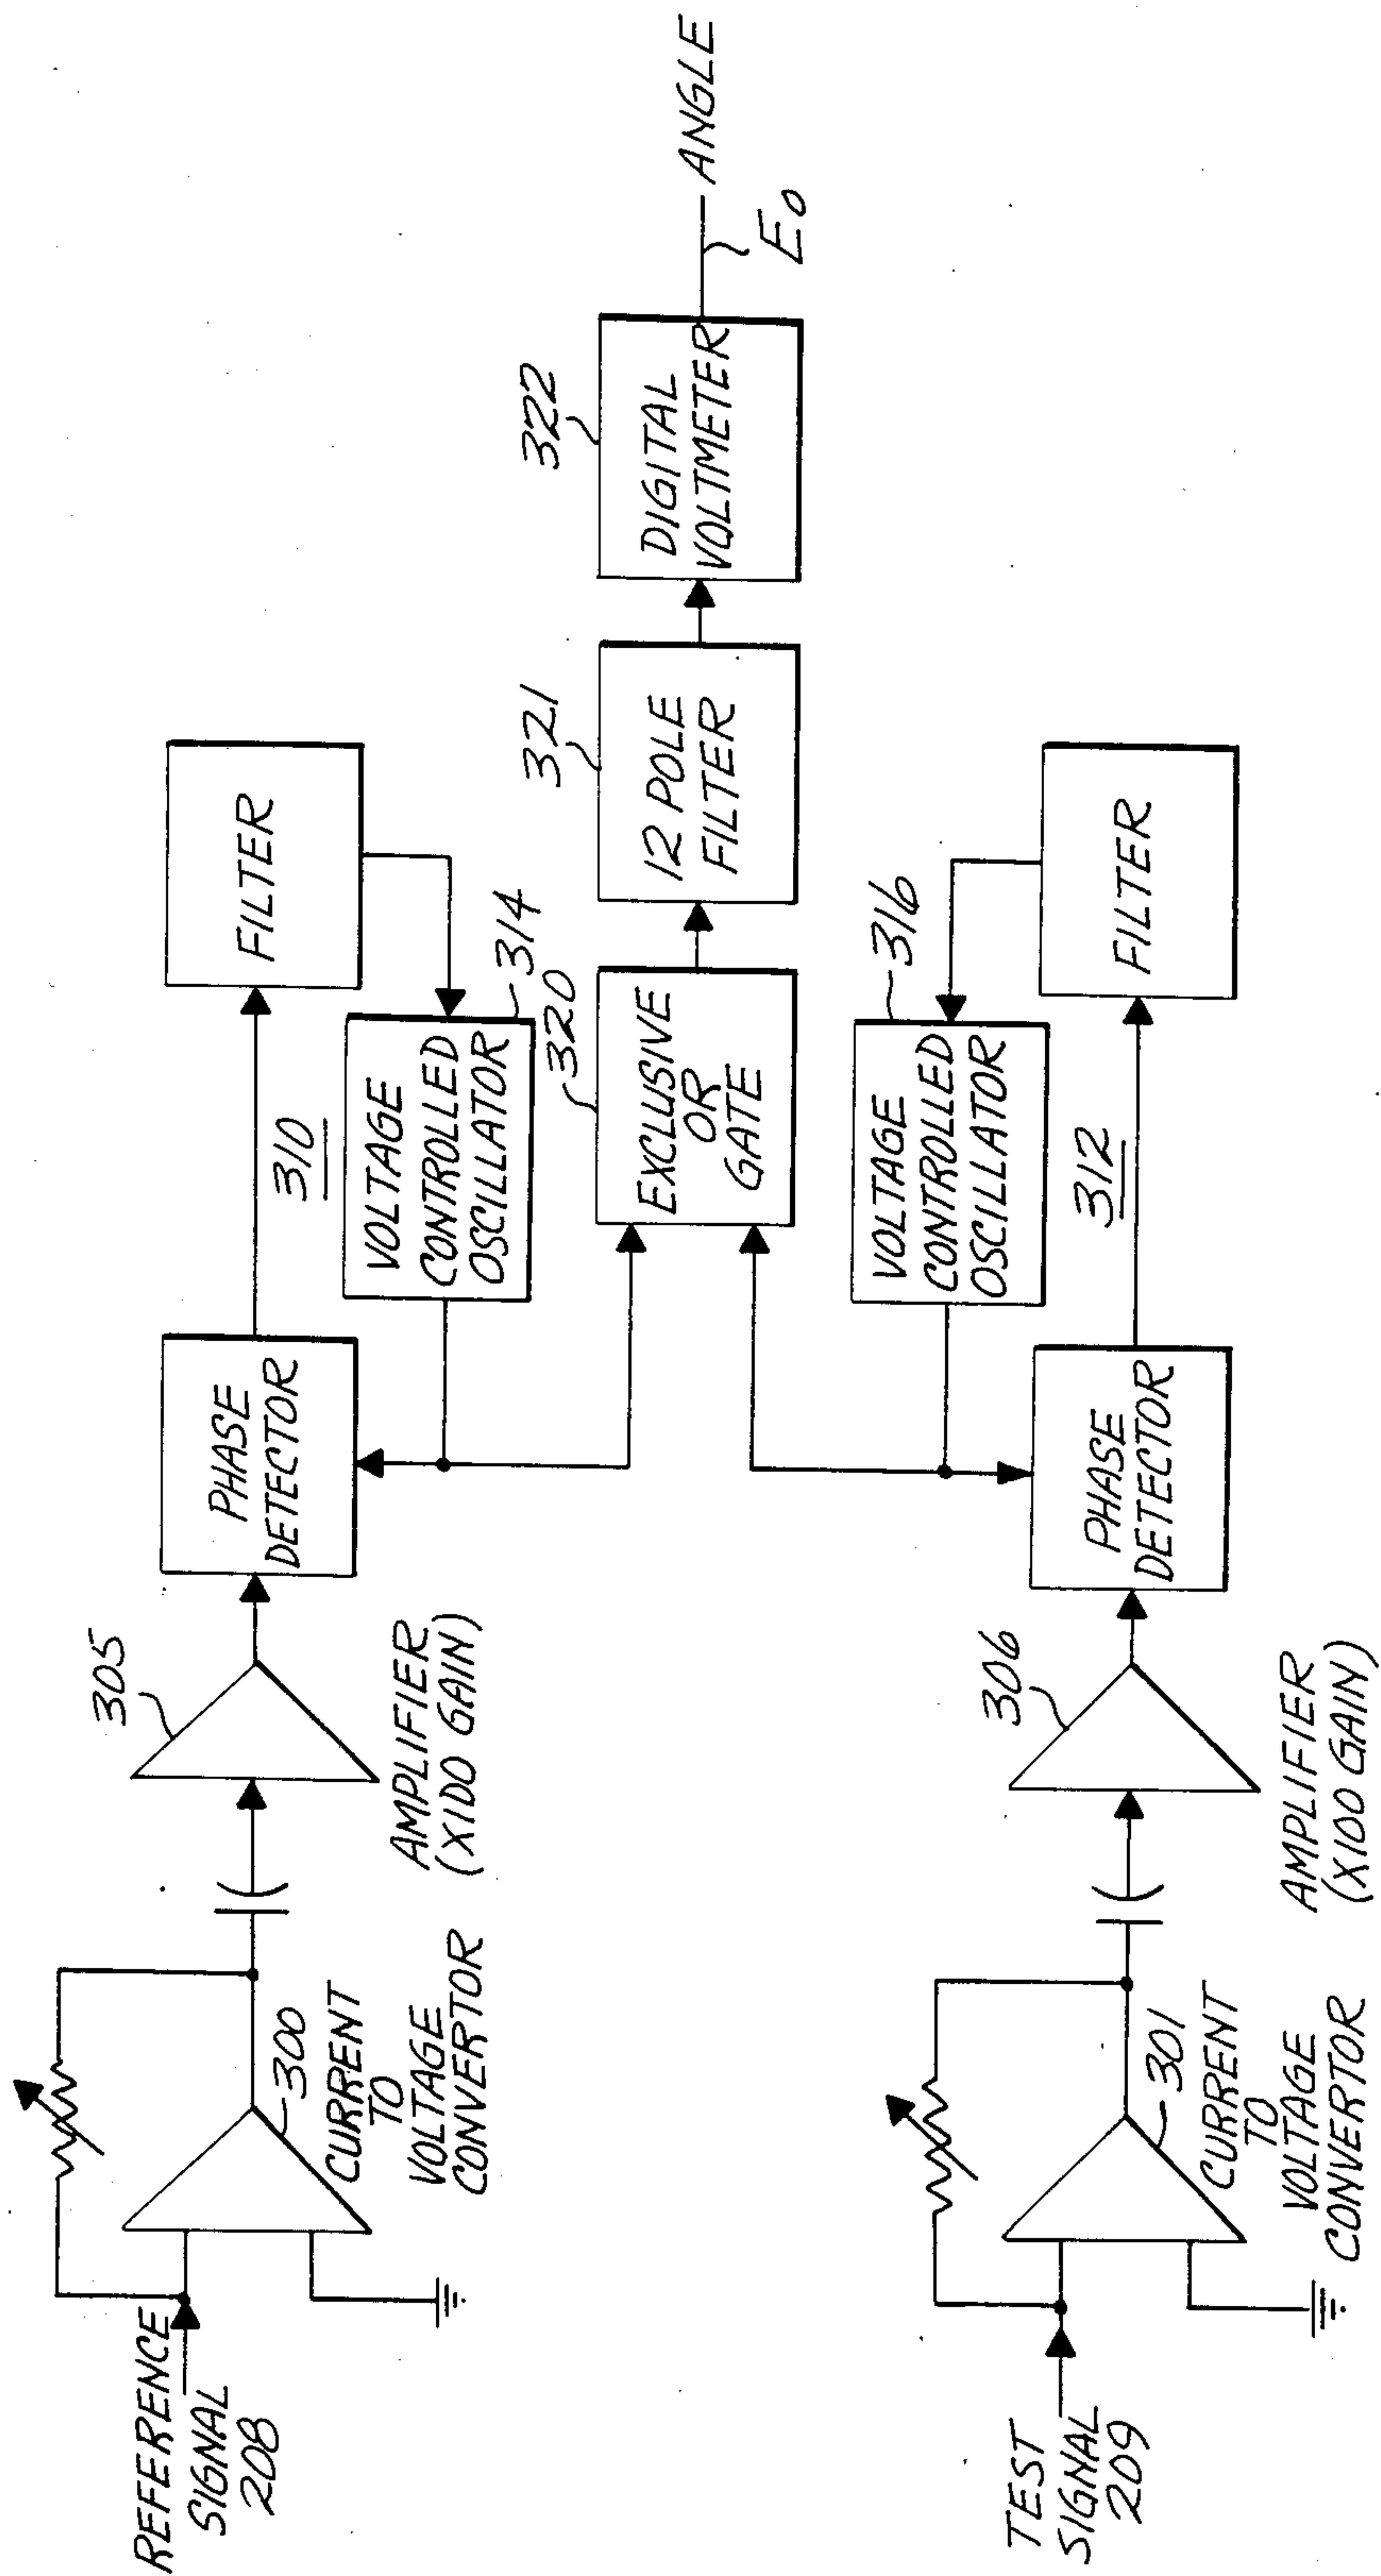 REFERENCE
SIGNAL
208
300
CURRENT
TO
VOLTAGE
CONVERTOR
305
AMPLIFIER
(X100 GAIN)
PHASE
DETECTOR
310
FILTER
VOLTAGE
CONTROLLED
OSCILLATOR
314
320
EXCLUSIVE
OR
GATE
321
12 POLE
FILTER
322
DIGITAL
VOLTMETER
ANGLE
E0
TEST
SIGNAL
209
301
CURRENT
TO
VOLTAGE
CONVERTOR
306
AMPLIFIER
(X100 GAIN)
PHASE
DETECTOR
312
316
VOLTAGE
CONTROLLED
OSCILLATOR
FILTER